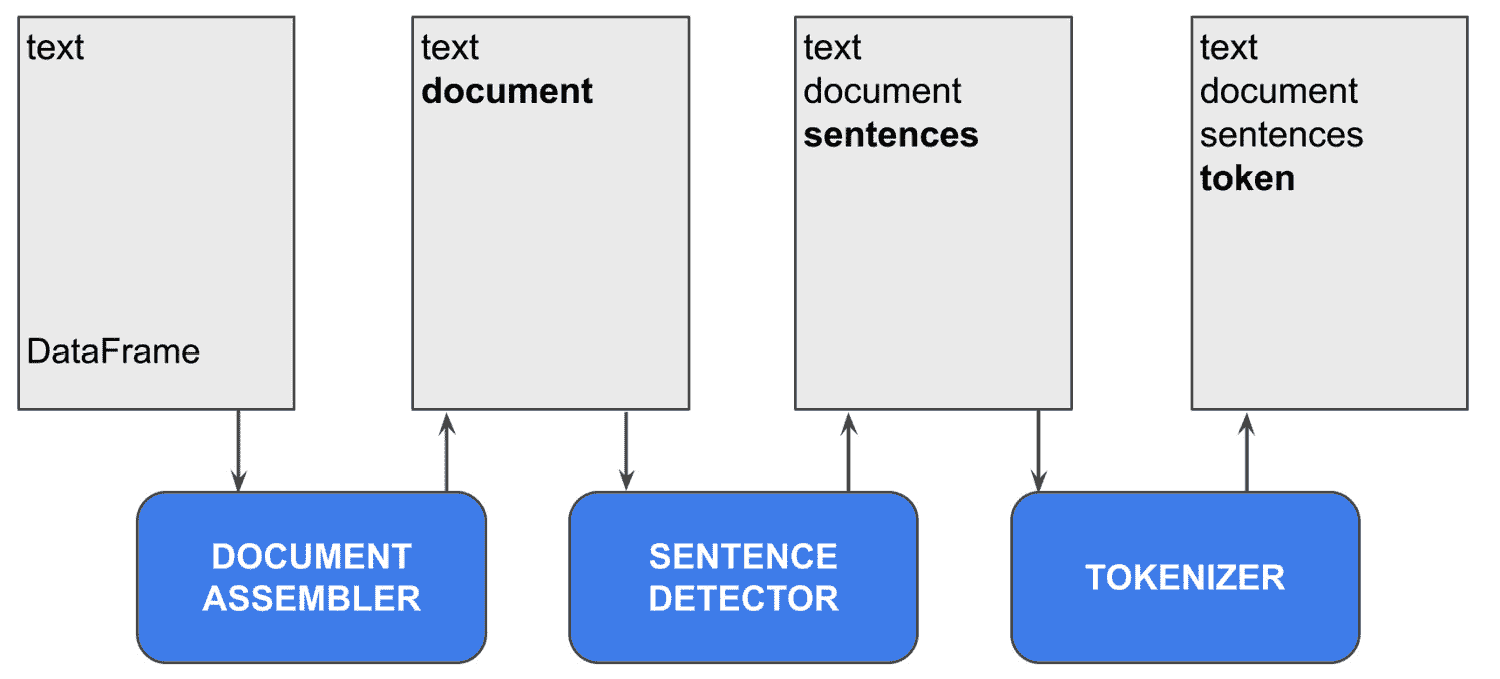 text
DataFrame
text
document
text
document
sentences
text
document
sentences
token
DOCUMENT
ASSEMBLER
SENTENCE
DETECTOR
TOKENIZER